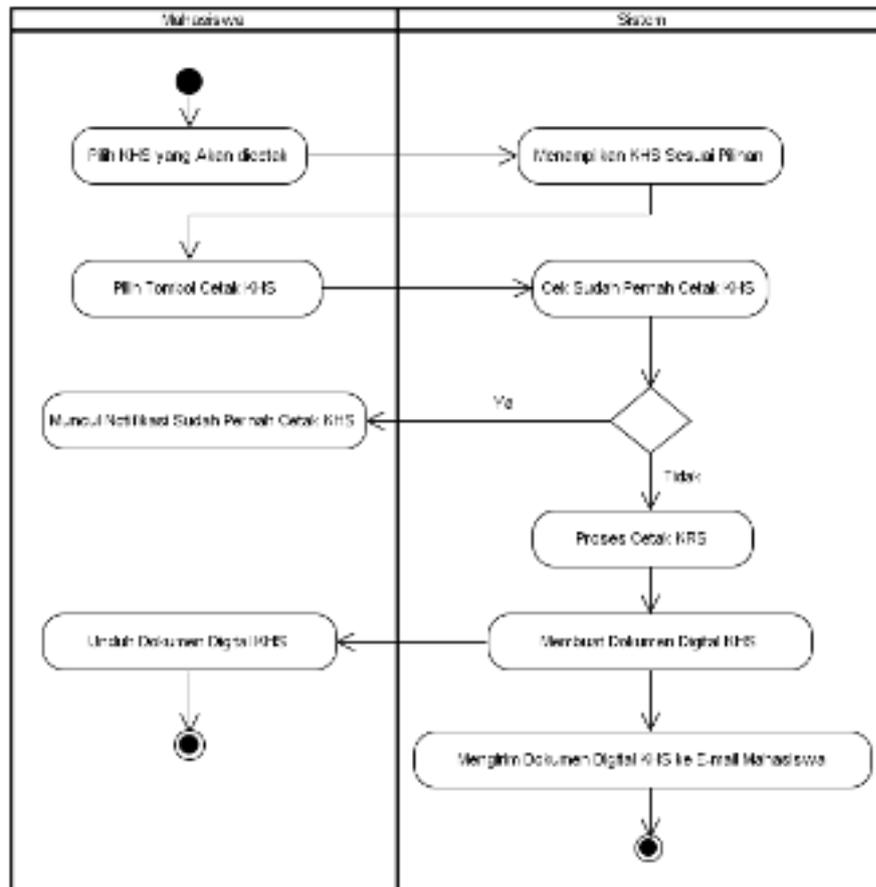 Mahasiswa
Sistem
Pilih KHS yang Akan dicetak
Menampilkan KHS Sesuai Pilihan
Pilih Tombol Cetak KHS
Cek Sudah Pernah Cetak KHS
Ya
Muncul Notifikasi Sudah Pernah Cetak KHS
Tidak
Proses Cetak KRS
Unduh Dokumen Digital KHS
Membuat Dokumen Digital KHS
Mengirim Dokumen Digital KHS ke E-mail Mahasiswa